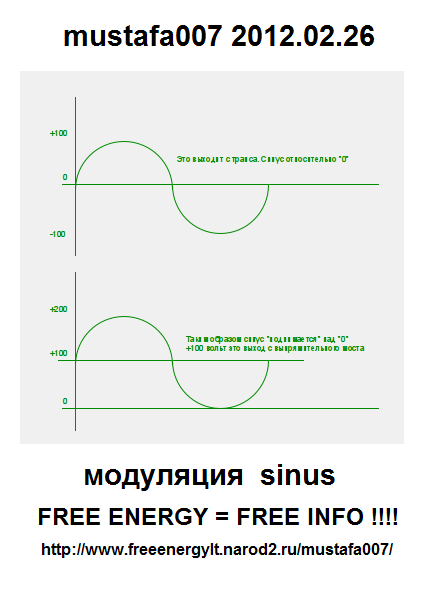 mustafa007 2012.02.26
+100
Это выходит с транса. Синус относительно "0"
0
-100
+200
Таким образом синус "поднимается" над "0"
+100 вольт это выход с выпрямительного моста
+100
0
модуляция sinus
FREE ENERGY = FREE INFO !!!!
http://www.freeenergylt.narod2.ru/mustafa007/